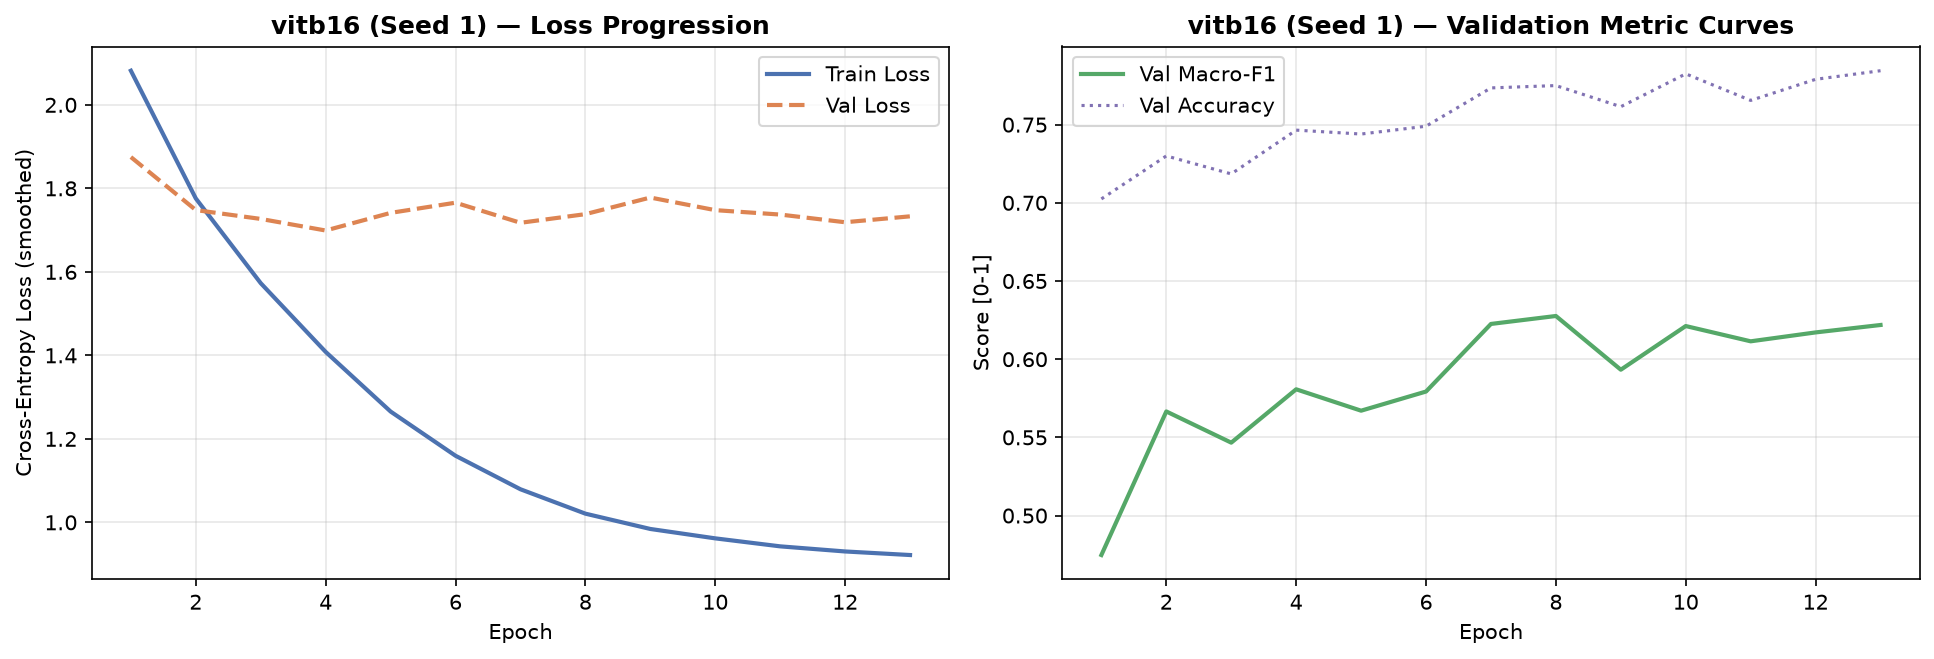 vitb16 (Seed 1) — Loss Progression
Train Loss
Val Loss
Cross-Entropy Loss (smoothed)
2.0
1.8
1.6
1.4
1.2
1.0
2 4 6 8 10 12
Epoch
vitb16 (Seed 1) — Validation Metric Curves
Val Macro-F1
Val Accuracy
Score [0-1]
0.75
0.70
0.65
0.60
0.55
0.50
2 4 6 8 10 12
Epoch